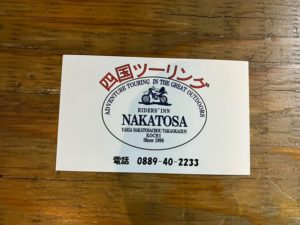 四国ツーリング
ADVENTURE TOURING IN THE GREAT OUTDOORS
RIDERS' INN
NAKATOSA
YAIGA NAKATOSACHOU TAKAOKAGUN
KOCHI
Since 1988
電話 0889-40-2233